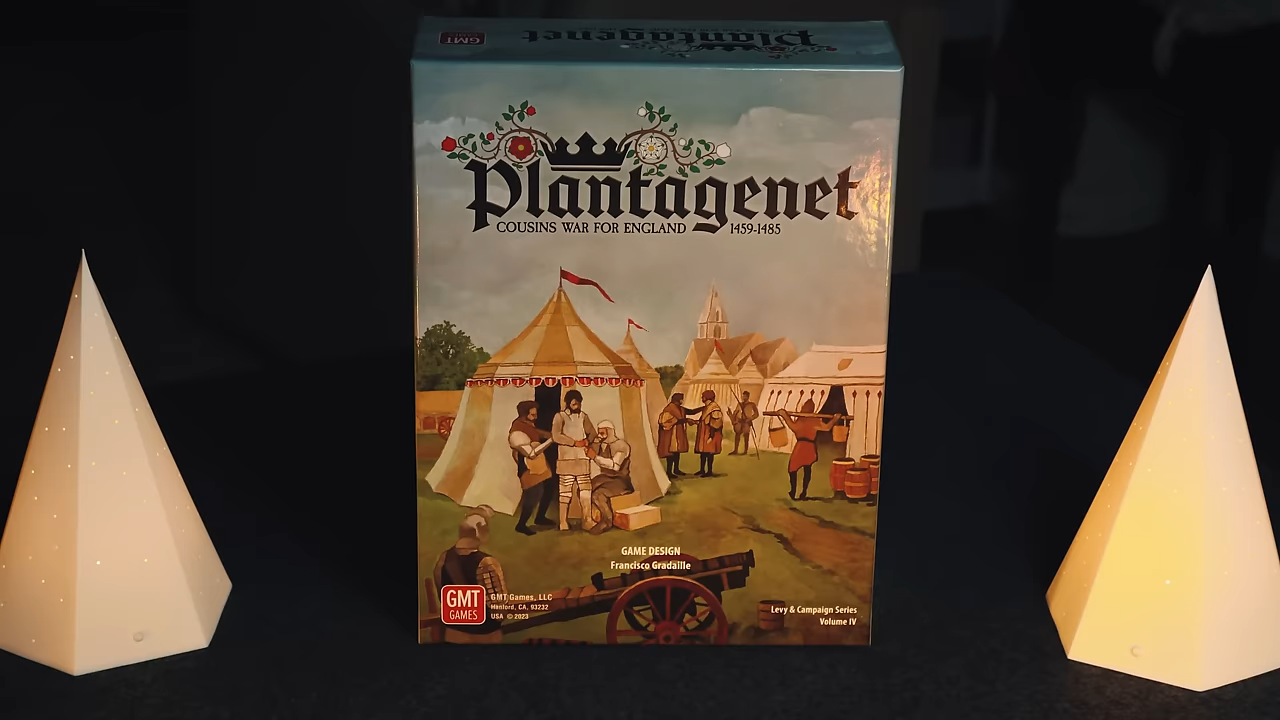 GMT
Plantagenet
Plantagenet
COUSINS WAR FOR ENGLAND 1459-1485
GAME DESIGN
Francisco Gradaille
GMT
GAMES
GMT Games, LLC
Hanford, CA, 93232
USA © 2023
Levy & Campaign Series
Volume IV